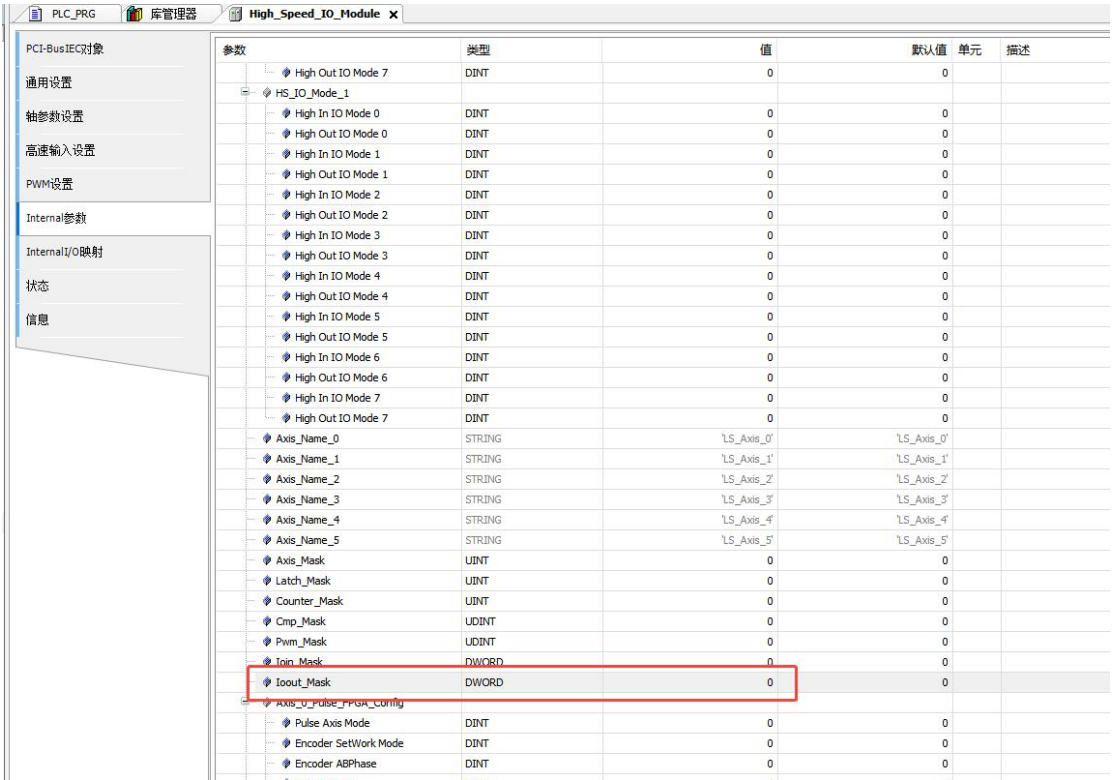 PLC_PRG 库管理器 High_Speed_IO_Module X
PCI-BusIEC对象
通用设置
轴参数设置
高速输入设置
PWM设置
Internal参数
InternalI/O映射
状态
信息
参数 类型 值 默认值 单元 描述
High Out IO Mode 7 DINT 0 0
HS_IO_Mode_1
High In IO Mode 0 DINT 0 0
High Out IO Mode 0 DINT 0 0
High In IO Mode 1 DINT 0 0
High Out IO Mode 1 DINT 0 0
High In IO Mode 2 DINT 0 0
High Out IO Mode 2 DINT 0 0
High In IO Mode 3 DINT 0 0
High Out IO Mode 3 DINT 0 0
High In IO Mode 4 DINT 0 0
High Out IO Mode 4 DINT 0 0
High In IO Mode 5 DINT 0 0
High Out IO Mode 5 DINT 0 0
High In IO Mode 6 DINT 0 0
High Out IO Mode 6 DINT 0 0
High In IO Mode 7 DINT 0 0
High Out IO Mode 7 DINT 0 0
Axis_Name_0 STRING 'LS_Axis_0' 'LS_Axis_0'
Axis_Name_1 STRING 'LS_Axis_1' 'LS_Axis_1'
Axis_Name_2 STRING 'LS_Axis_2' 'LS_Axis_2'
Axis_Name_3 STRING 'LS_Axis_3' 'LS_Axis_3'
Axis_Name_4 STRING 'LS_Axis_4' 'LS_Axis_4'
Axis_Name_5 STRING 'LS_Axis_5' 'LS_Axis_5'
Axis_Mask UINT 0 0
Latch_Mask UINT 0 0
Counter_Mask UINT 0 0
Cmp_Mask UDINT 0 0
Pwm_Mask UDINT 0 0
Ioin_Mask DWORD 0 0
Ioout_Mask DWORD 0 0
Axis_0_Pulse_FPGA_Config
Pulse Axis Mode DINT 0 0
Encoder SetWork Mode DINT 0 0
Encoder ABPhase DINT 0 0